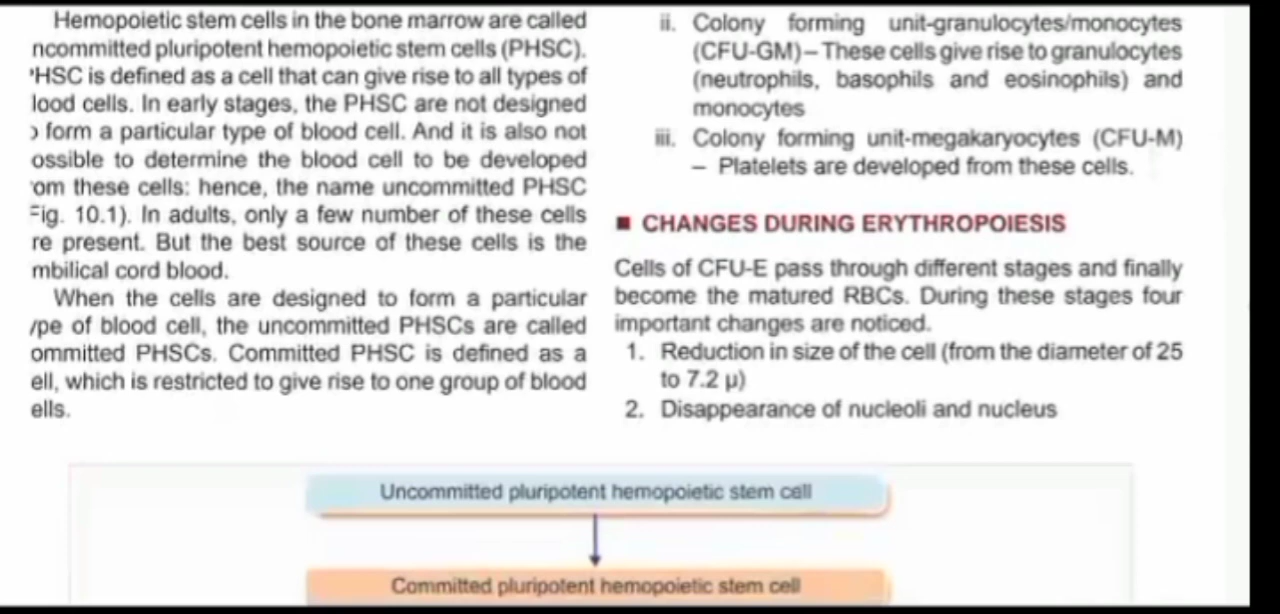 Hemopoietic stem cells in the bone marrow are called
ncommitted pluripotent hemopoietic stem cells (PHSC).
HSC is defined as a cell that can give rise to all types of
lood cells. In early stages, the PHSC are not designed
o form a particular type of blood cell. And it is also not
ossible to determine the blood cell to be developed
om these cells: hence, the name uncommitted PHSC
Fig. 10.1). In adults, only a few number of these cells
re present. But the best source of these cells is the
mbilical cord blood.
When the cells are designed to form a particular
ype of blood cell, the uncommitted PHSCs are called
ommitted PHSCs. Committed PHSC is defined as a
ell, which is restricted to give rise to one group of blood
ells.
ii. Colony forming unit-granulocytes/monocytes
(CFU-GM) – These cells give rise to granulocytes
(neutrophils, basophils and eosinophils) and
monocytes
iii. Colony forming unit-megakaryocytes (CFU-M)
– Platelets are developed from these cells.
■ CHANGES DURING ERYTHROPOIESIS
Cells of CFU-E pass through different stages and finally
become the matured RBCs. During these stages four
important changes are noticed.
1. Reduction in size of the cell (from the diameter of 25
to 7.2 μ)
2. Disappearance of nucleoli and nucleus
Uncommitted pluripotent hemopoietic stem cell
Committed pluripotent hemopoietic stem cell